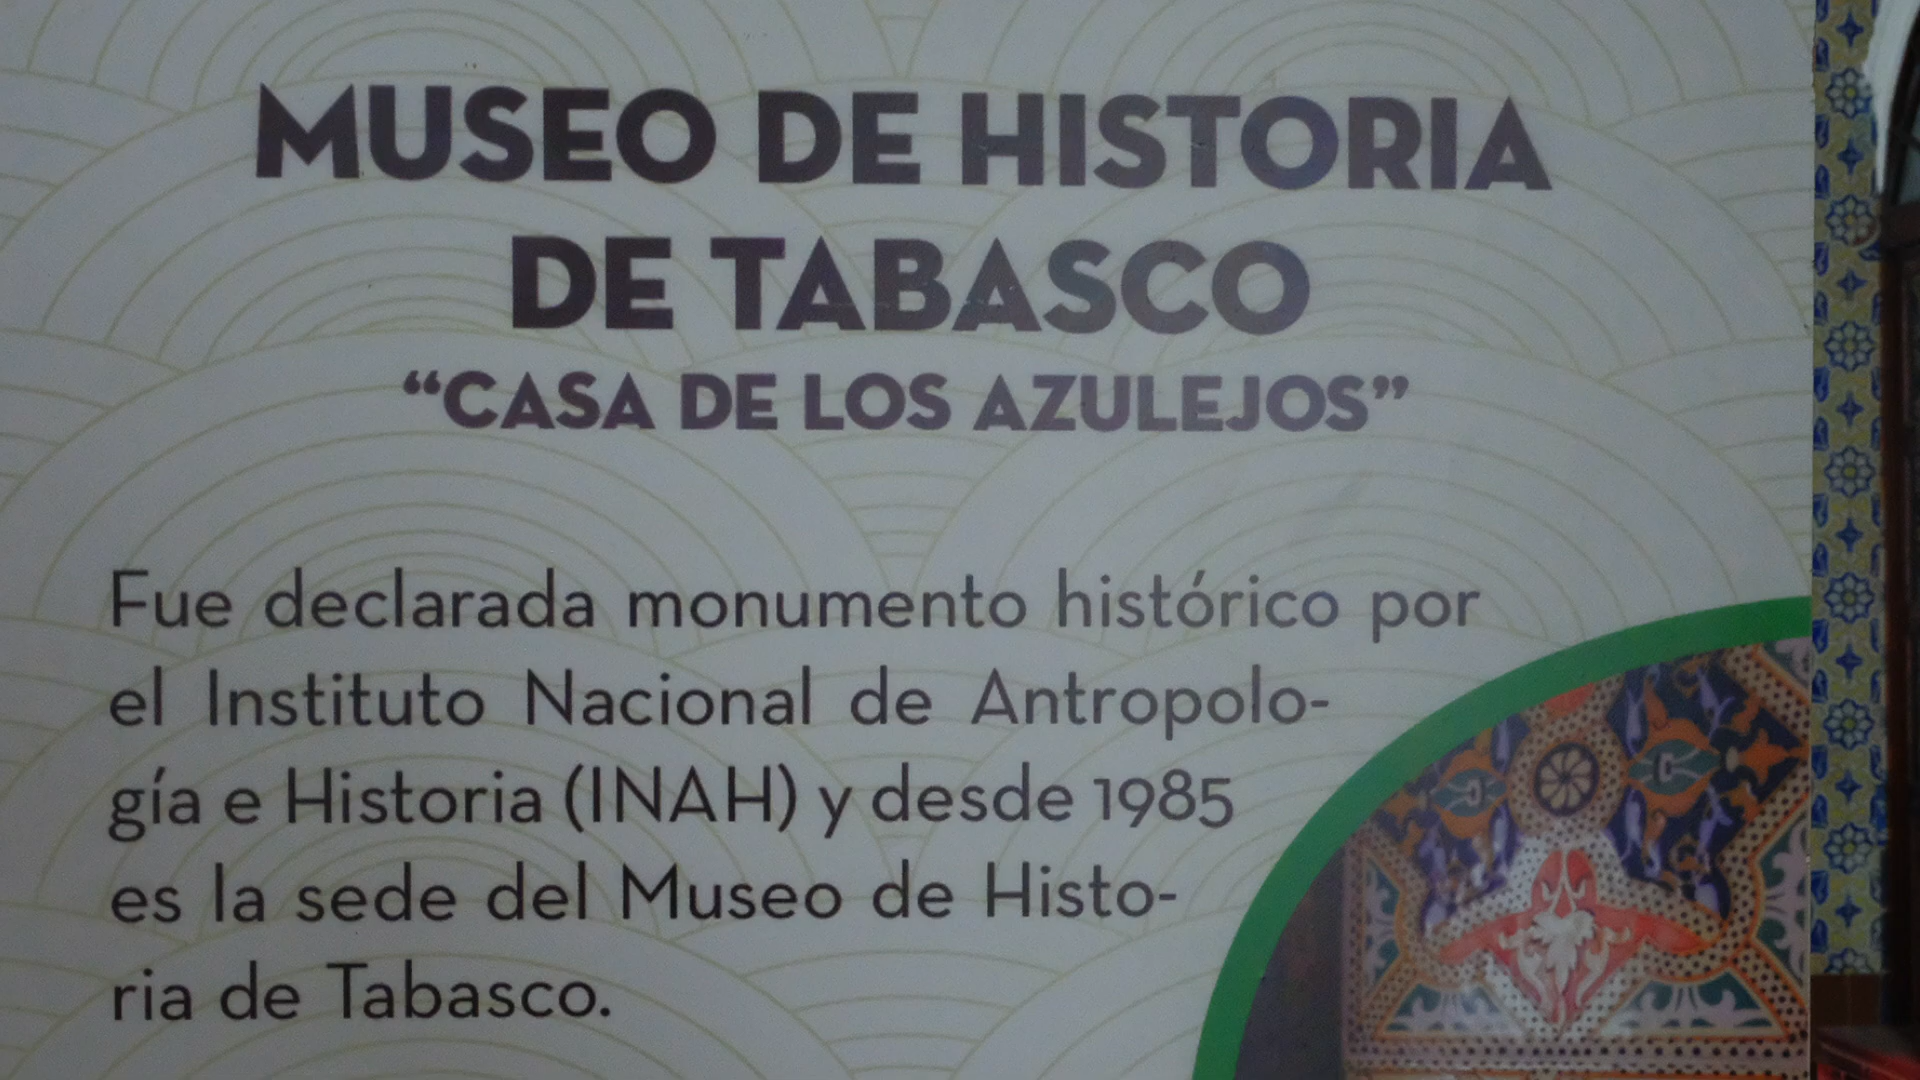 MUSEO DE HISTORIA
DE TABASCO
“CASA DE LOS AZULEJOS”
Fue declarada monumento histórico por
el Instituto Nacional de Antropolo-
gía e Historia (INAH) y desde 1985
es la sede del Museo de Histo-
ria de Tabasco.